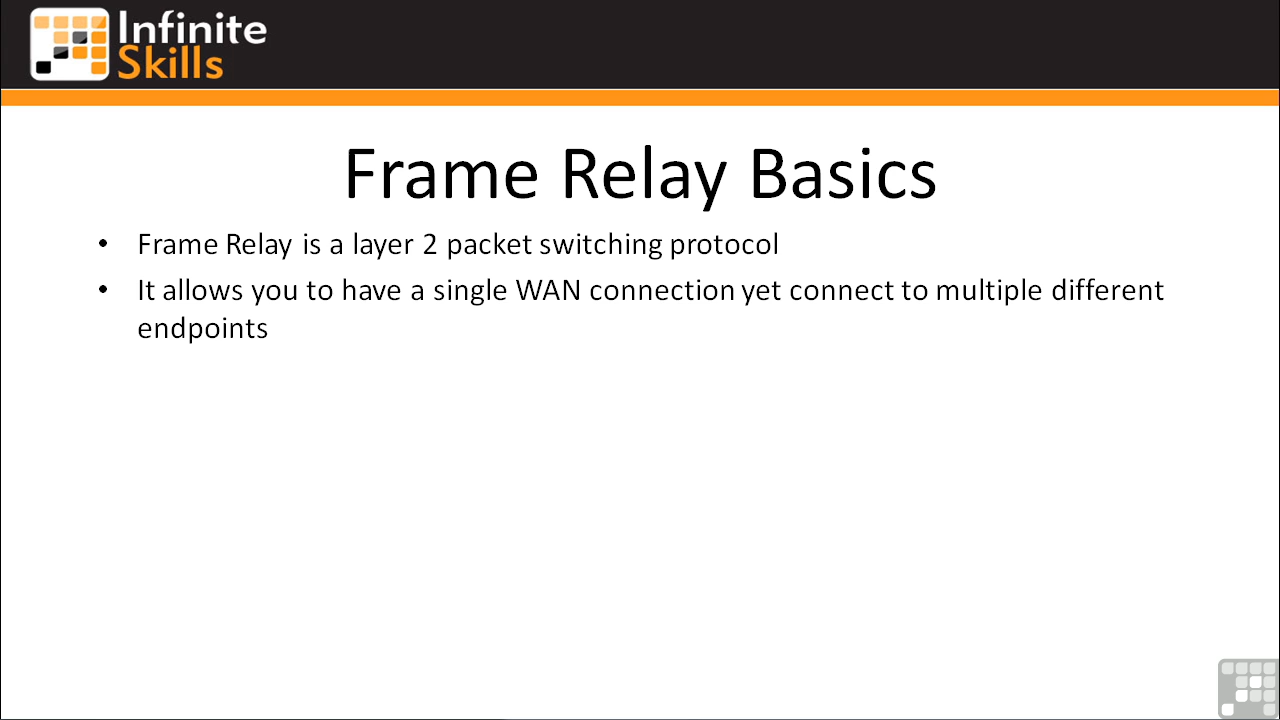 Infinite
Skills
Frame Relay Basics
• Frame Relay is a layer 2 packet switching protocol
• It allows you to have a single WAN connection yet connect to multiple different
endpoints